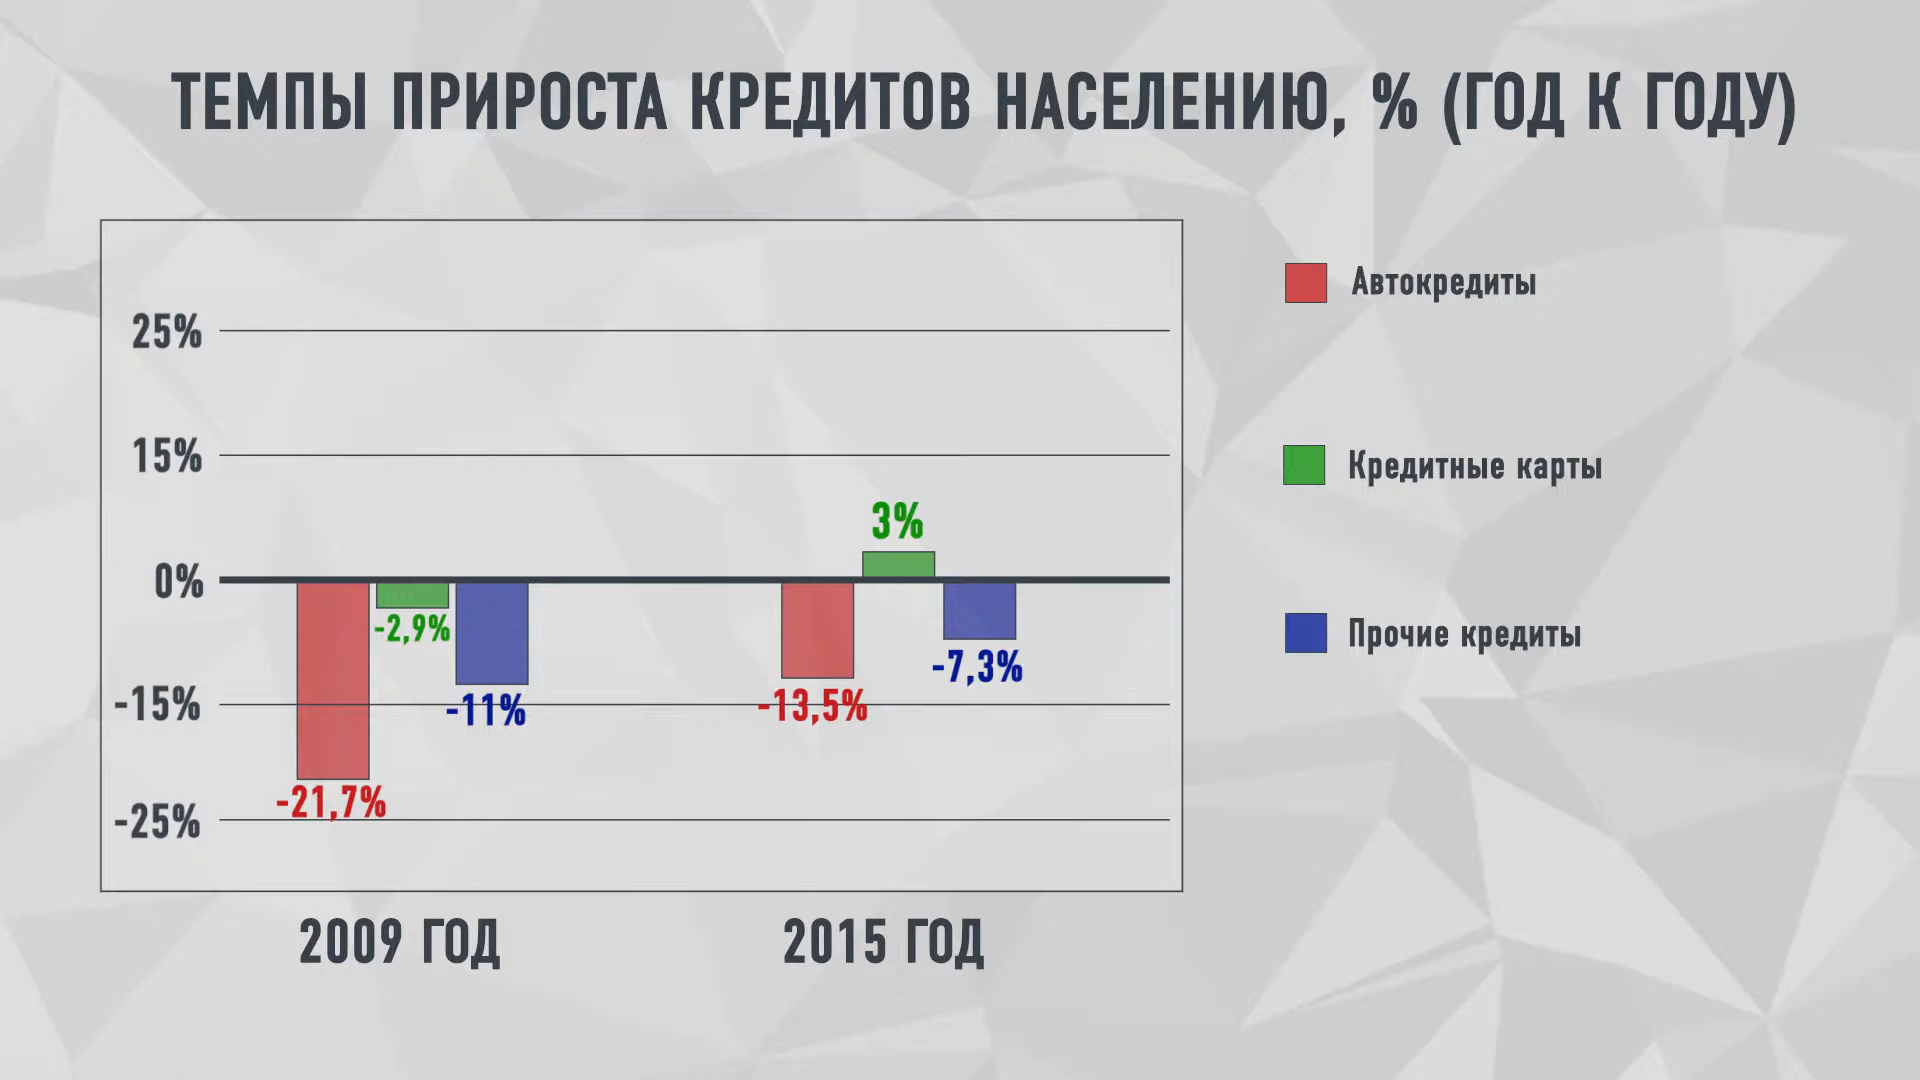 ТЕМПЫ ПРИРОСТА КРЕДИТОВ НАСЕЛЕНИЮ, % (ГОД К ГОДУ)
25%
15%
0%
-15%
-25%
-21,7%
-2,9%
-11%
-13,5%
3%
-7,3%
2009 ГОД
2015 ГОД
Автокредиты
Кредитные карты
Прочие кредиты